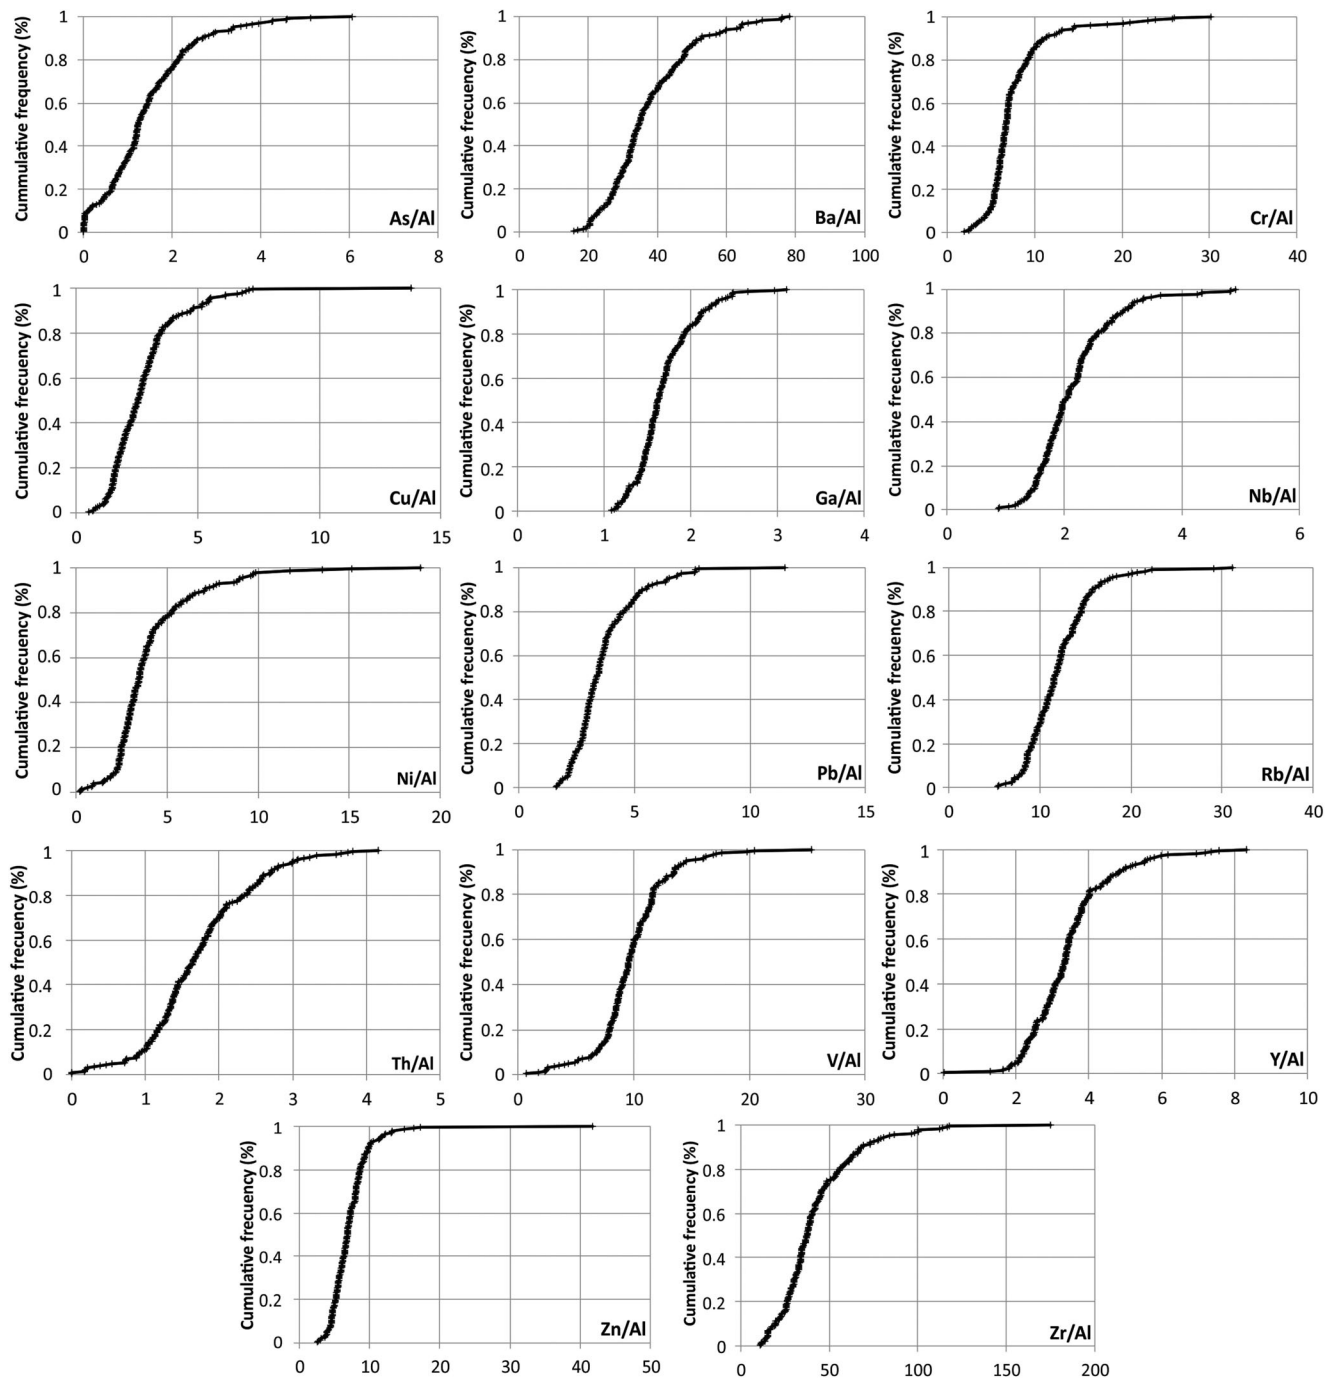 Cummulative frequency (%)
1
0.8
0.6
0.4
0.2
0
As/Al
0 2 4 6 8
Cumulative frecuency (%)
1
0.8
0.6
0.4
0.2
0
Ba/Al
0 20 40 60 80 100
Cumulative frecuenty (%)
1
0.8
0.6
0.4
0.2
0
Cr/Al
0 10 20 30 40
Cumulative frecuency (%)
1
0.8
0.6
0.4
0.2
0
Cu/Al
0 5 10 15
Cumulative frecuency (%)
1
0.8
0.6
0.4
0.2
0
Ga/Al
0 1 2 3 4
Cumulative frecuency (%)
1
0.8
0.6
0.4
0.2
0
Nb/Al
0 2 4 6
Cumulative frecuency (%)
1
0.8
0.6
0.4
0.2
0
Ni/Al
0 5 10 15 20
Cumulative frecuency (%)
1
0.8
0.6
0.4
0.2
0
Pb/Al
0 5 10 15
Cumulative frecuency (%)
1
0.8
0.6
0.4
0.2
0
Rb/Al
0 10 20 30 40
Cumulative frecuency (%)
1
0.8
0.6
0.4
0.2
0
Th/Al
0 1 2 3 4 5
Cumulative frecuency (%)
1
0.8
0.6
0.4
0.2
0
V/Al
0 10 20 30
Cumulative frecuency (%)
1
0.8
0.6
0.4
0.2
0
Y/Al
0 2 4 6 8 10
Cumulative frecuency (%)
1
0.8
0.6
0.4
0.2
0
Zn/Al
0 10 20 30 40 50
Cumulative frecuency (%)
1
0.8
0.6
0.4
0.2
0
Zr/Al
0 50 100 150 200